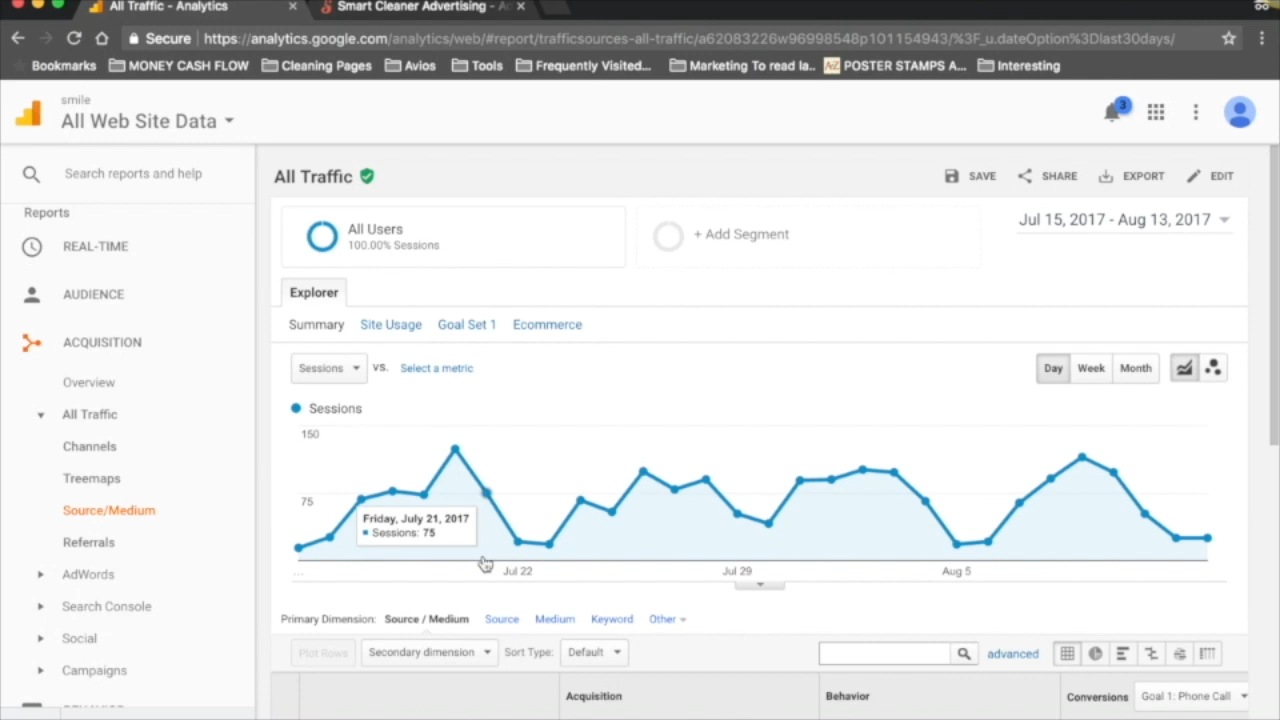 All Traffic - Analytics
Smart Cleaner Advertising - A
Secure https://analytics.google.com/analytics/web/#report/trafficsources-all-traffic/a62083226w96998548p101154943/%3F_u.dateOption%3Dlast30days/
Bookmarks MONEY CASH FLOW Cleaning Pages Avios Tools Frequently Visited... Marketing To read la.. POSTER STAMPS A... Interesting
smile
All Web Site Data
3
Search reports and help
Reports
REAL-TIME
AUDIENCE
ACQUISITION
Overview
All Traffic
Channels
Treemaps
Source/Medium
Referrals
AdWords
Search Console
Social
Campaigns
All Traffic
SAVE SHARE EXPORT EDIT
All Users
100.00% Sessions
+ Add Segment
Jul 15, 2017 - Aug 13, 2017
Explorer
Summary Site Usage Goal Set 1 Ecommerce
Sessions VS. Select a metric
Day Week Month
Sessions
150
75
Friday, July 21, 2017
Sessions: 75
... Jul 22 Jul 29 Aug 5
Primary Dimension: Source / Medium Source Medium Keyword Other
Plot Rows Secondary dimension Sort Type: Default advanced
Acquisition Behavior Conversions Goal 1: Phone Call